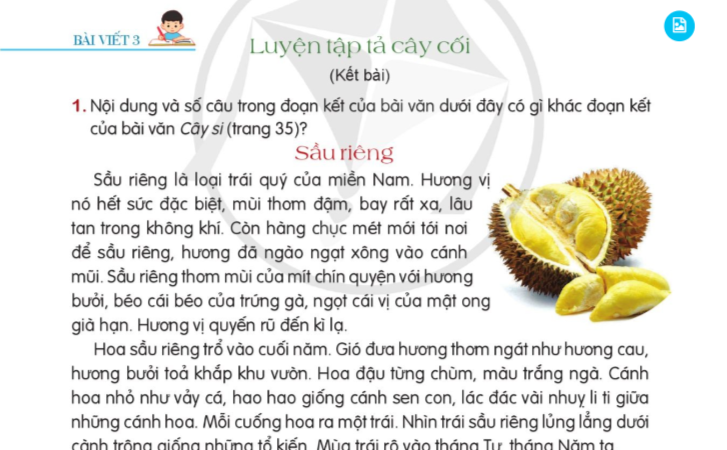 BÀI VIẾT 3
Luyện tập tả cây cối
(Kết bài)
1. Nội dung và số câu trong đoạn kết của bài văn dưới đây có gì khác đoạn kết
của bài văn Cây si (trang 35)?
Sầu riêng
Sầu riêng là loại trái quý của miền Nam. Hương vị
nó hết sức đặc biệt, mùi thơm đậm, bay rất xa, lâu
tan trong không khí. Còn hàng chục mét mới tới nơi
để sầu riêng, hương đã ngào ngạt xông vào cánh
mũi. Sầu riêng thơm mùi của mít chín quyện với hương
bưởi, béo cái béo của trứng gà, ngọt cái vị của mật ong
già hạn. Hương vị quyến rũ đến kì lạ.
Hoa sầu riêng trổ vào cuối năm. Gió đưa hương thơm ngát như hương cau,
hương bưởi toả khắp khu vườn. Hoa đậu từng chùm, màu trắng ngà. Cánh
hoa nhỏ như vảy cá, hao hao giống cánh sen con, lác đác vài nhuỵ li ti giữa
những cánh hoa. Mỗi cuống hoa ra một trái. Nhìn trái sầu riêng lủng lẳng dưới
cành trông giống những tổ kiến. Mùa trái rộ vào tháng Tư, tháng Năm ta.